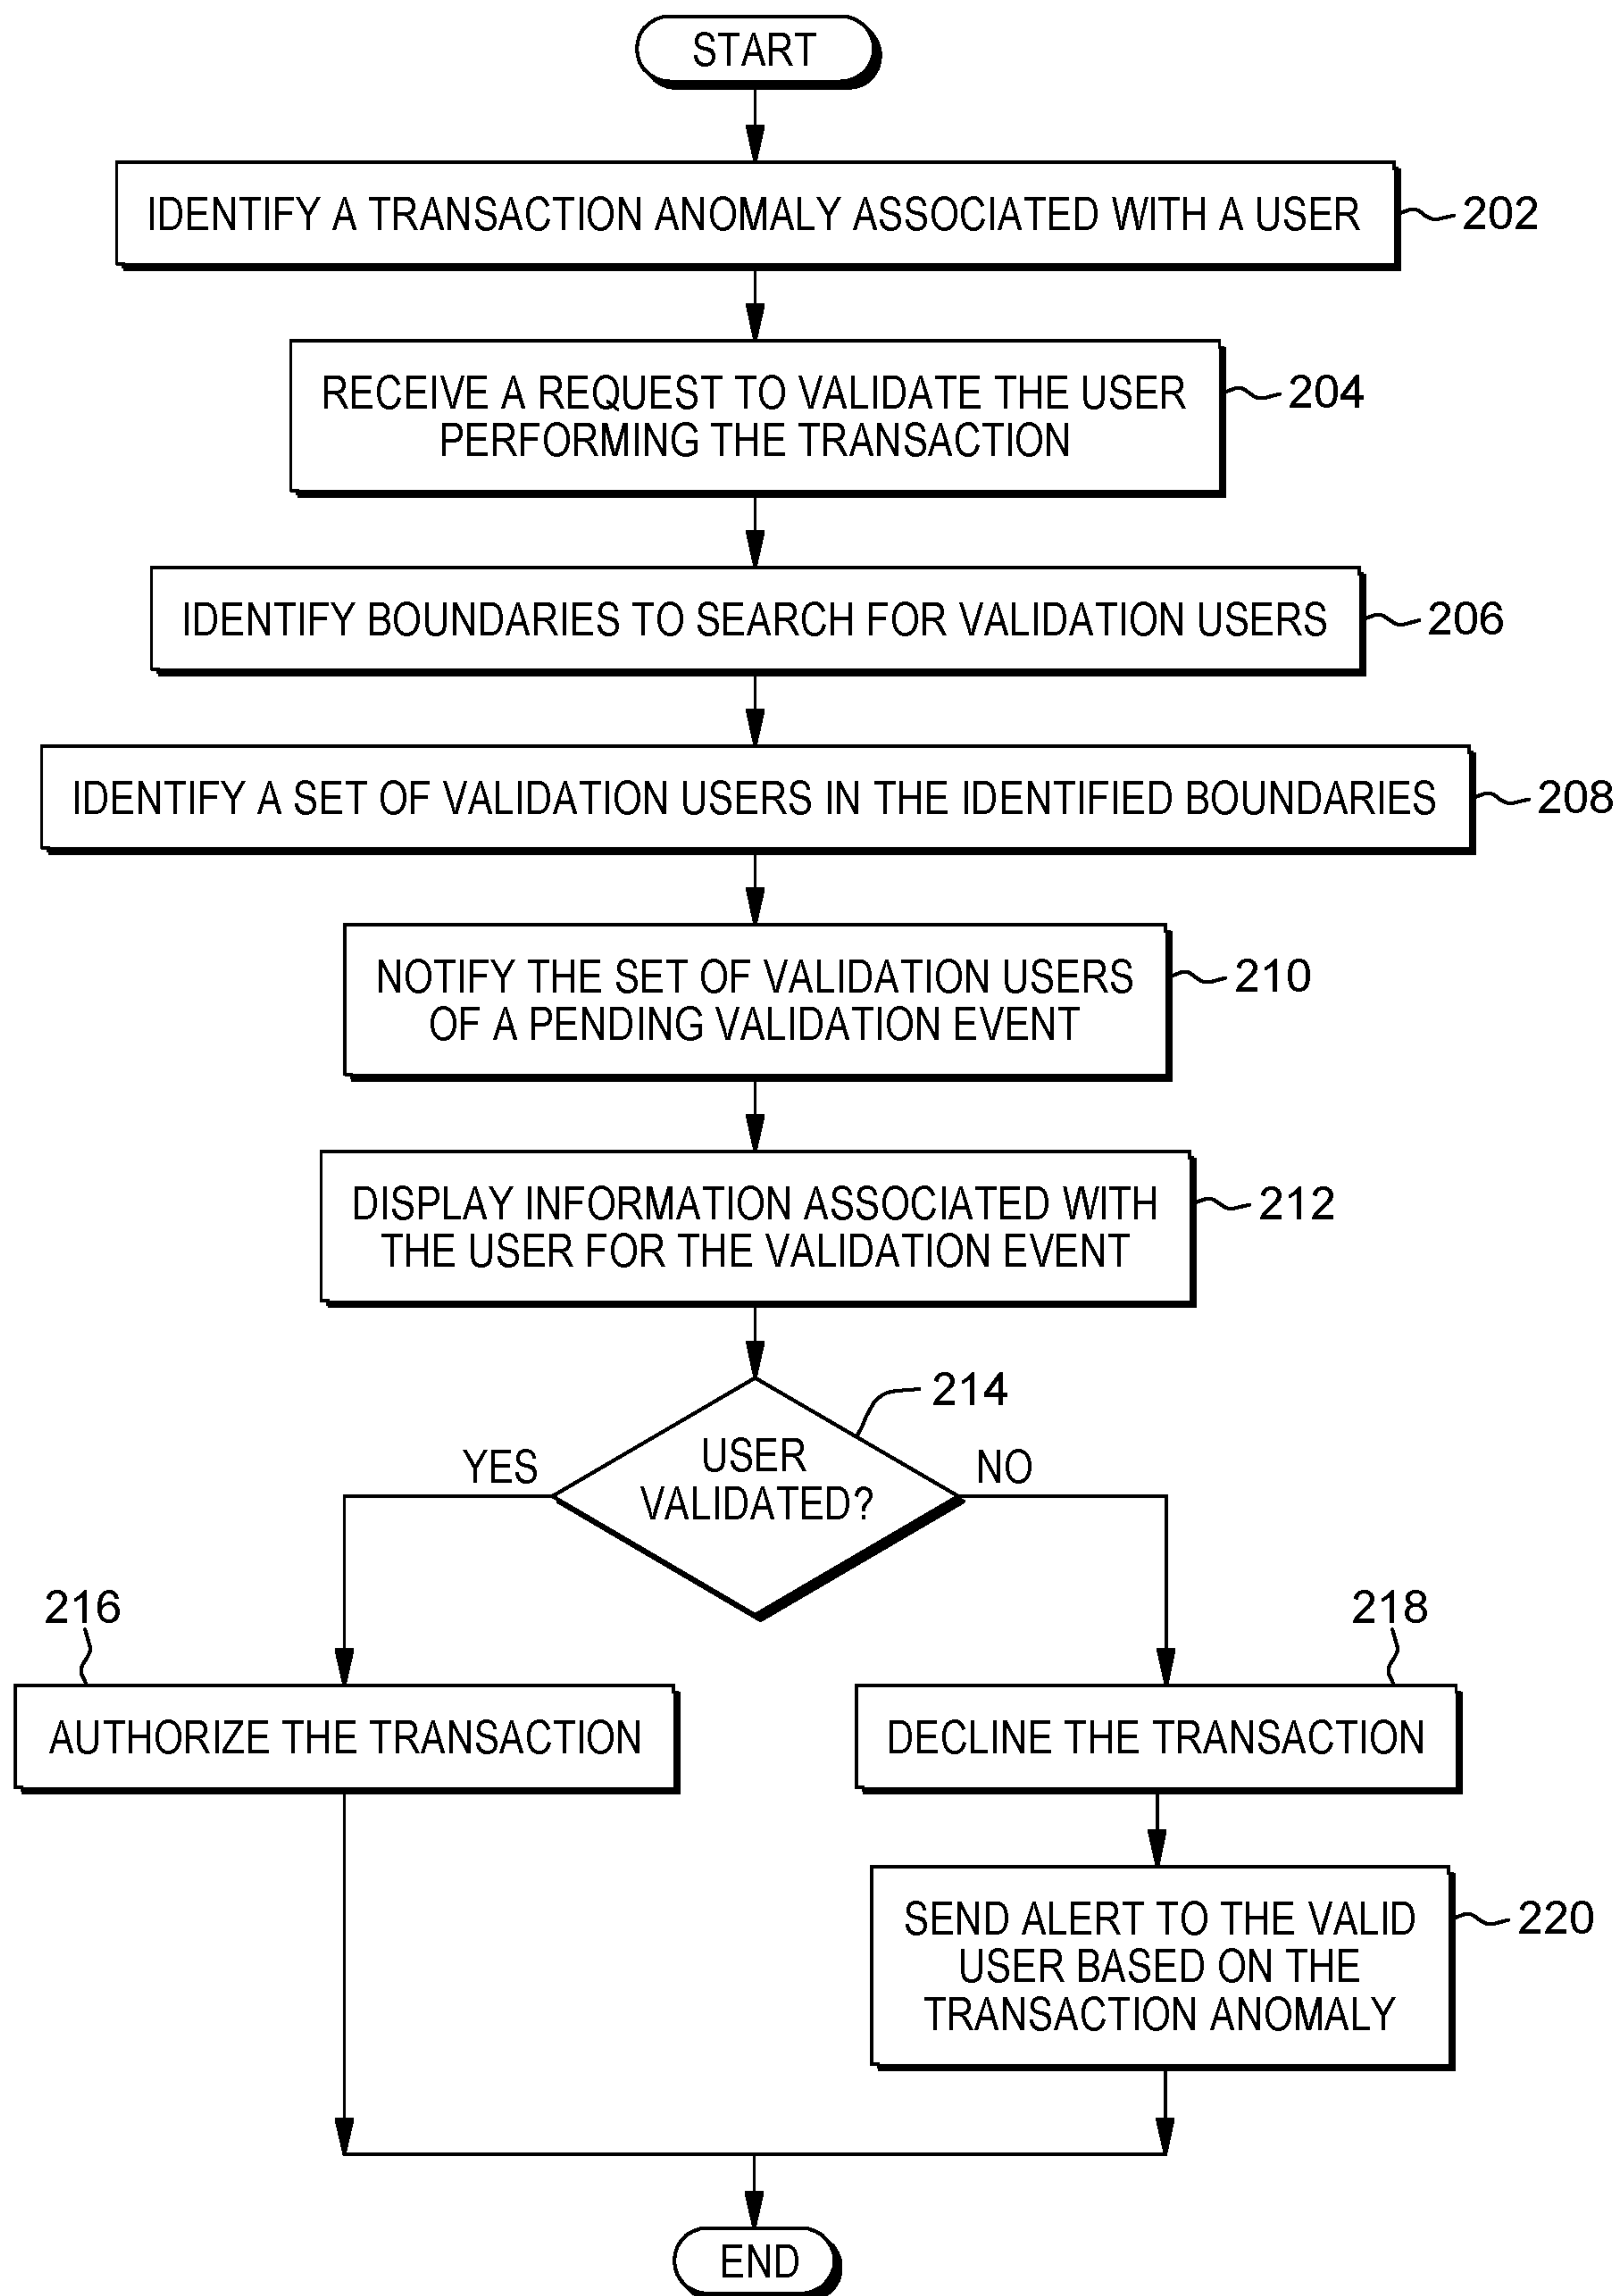 START
IDENTIFY A TRANSACTION ANOMALY ASSOCIATED WITH A USER
202
RECEIVE A REQUEST TO VALIDATE THE USER
PERFORMING THE TRANSACTION
204
IDENTIFY BOUNDARIES TO SEARCH FOR VALIDATION USERS
206
IDENTIFY A SET OF VALIDATION USERS IN THE IDENTIFIED BOUNDARIES
208
NOTIFY THE SET OF VALIDATION USERS
OF A PENDING VALIDATION EVENT
210
DISPLAY INFORMATION ASSOCIATED WITH
THE USER FOR THE VALIDATION EVENT
212
214
YES
USER
VALIDATED?
NO
216
218
AUTHORIZE THE TRANSACTION
DECLINE THE TRANSACTION
SEND ALERT TO THE VALID
USER BASED ON THE
TRANSACTION ANOMALY
220
END